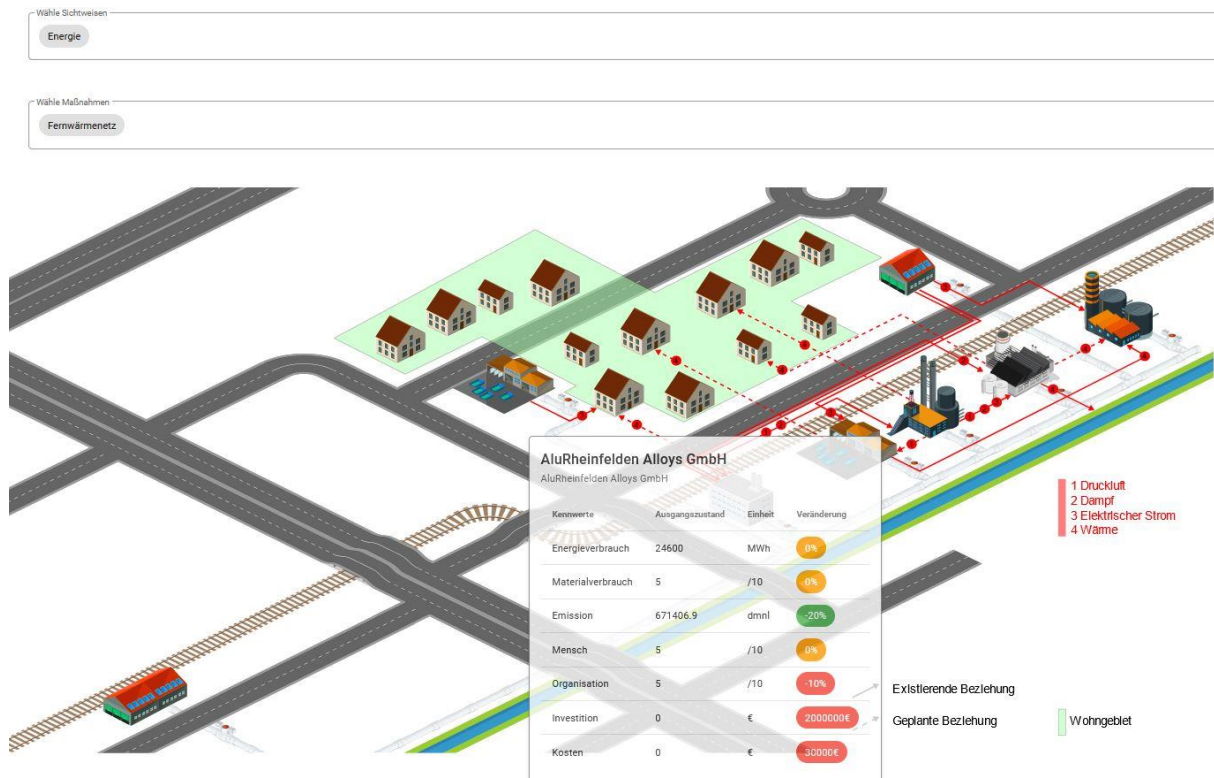 Wähle Sichtweisen
Energie
Wähle Maßnahmen
Fernwärmenetz
AluRheinfelden Alloys GmbH
AluRheinfelden Alloys GmbH
Kennwerte Ausgangszustand Einheit Veränderung
Energieverbrauch 24600 MWh 0%
Materialverbrauch 5 /10 0%
Emission 671406.9 dmnl -20%
Mensch 5 /10 0%
Organisation 5 /10 -10%
Investition 0 € 2000000€
Kosten 0 € 30000€
1 Druckluft
2 Dampf
3 Elektrischer Strom
4 Wärme
Existierende Beziehung
Geplante Beziehung
Wohngebiet